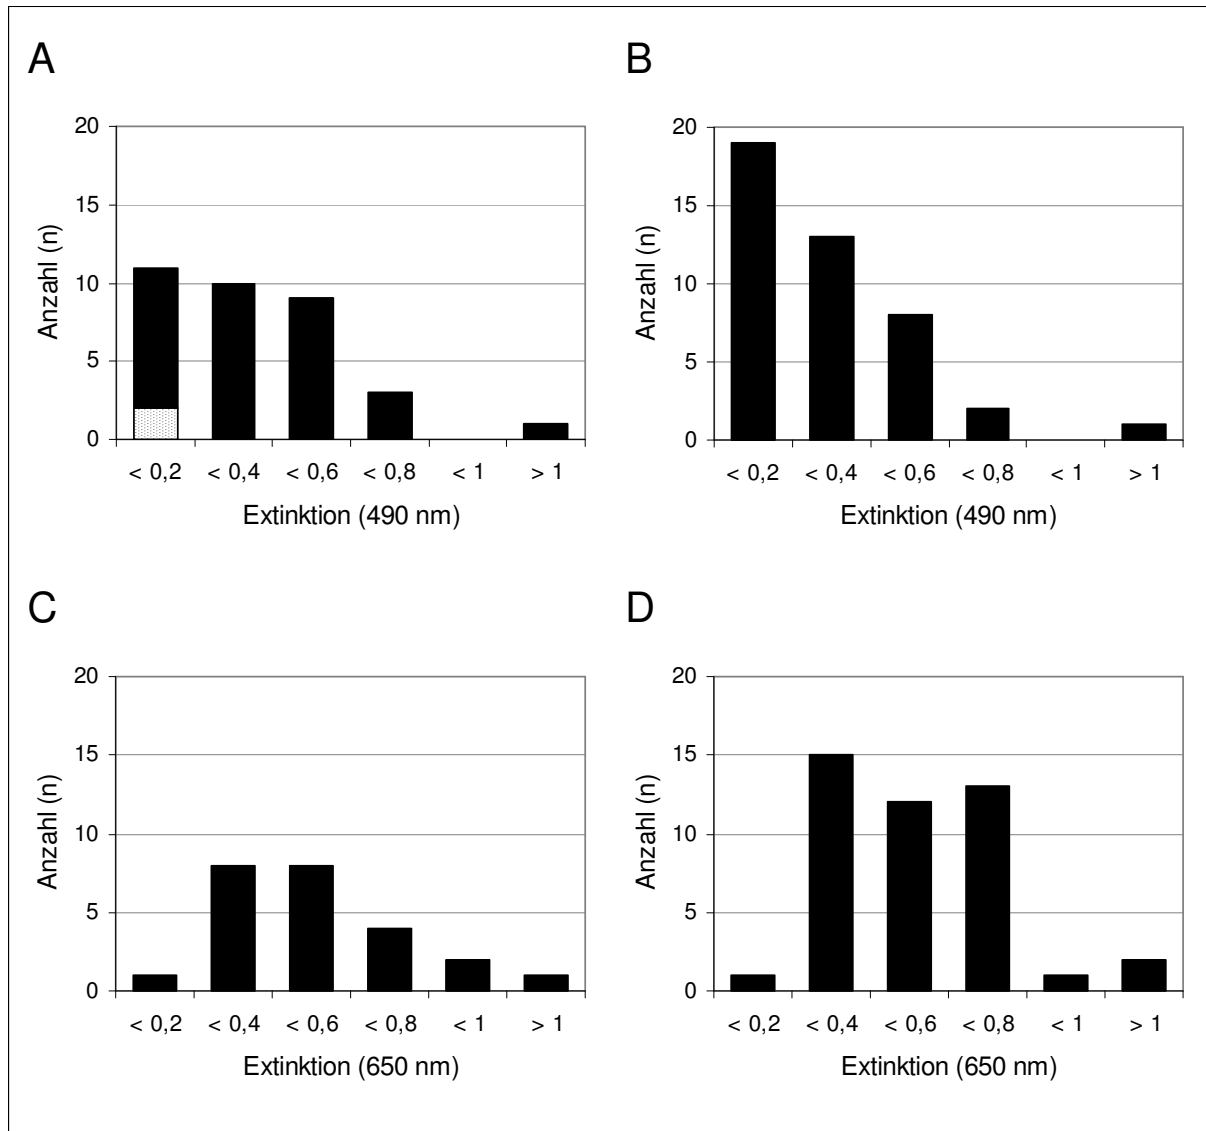 A
20
15
10
5
0
Anzahl (n)
< 0,2 < 0,4 < 0,6 < 0,8 < 1 > 1
Extinktion (490 nm)
B
20
15
10
5
0
Anzahl (n)
< 0,2 < 0,4 < 0,6 < 0,8 < 1 > 1
Extinktion (490 nm)
C
20
15
10
5
0
Anzahl (n)
< 0,2 < 0,4 < 0,6 < 0,8 < 1 > 1
Extinktion (650 nm)
D
20
15
10
5
0
Anzahl (n)
< 0,2 < 0,4 < 0,6 < 0,8 < 1 > 1
Extinktion (650 nm)